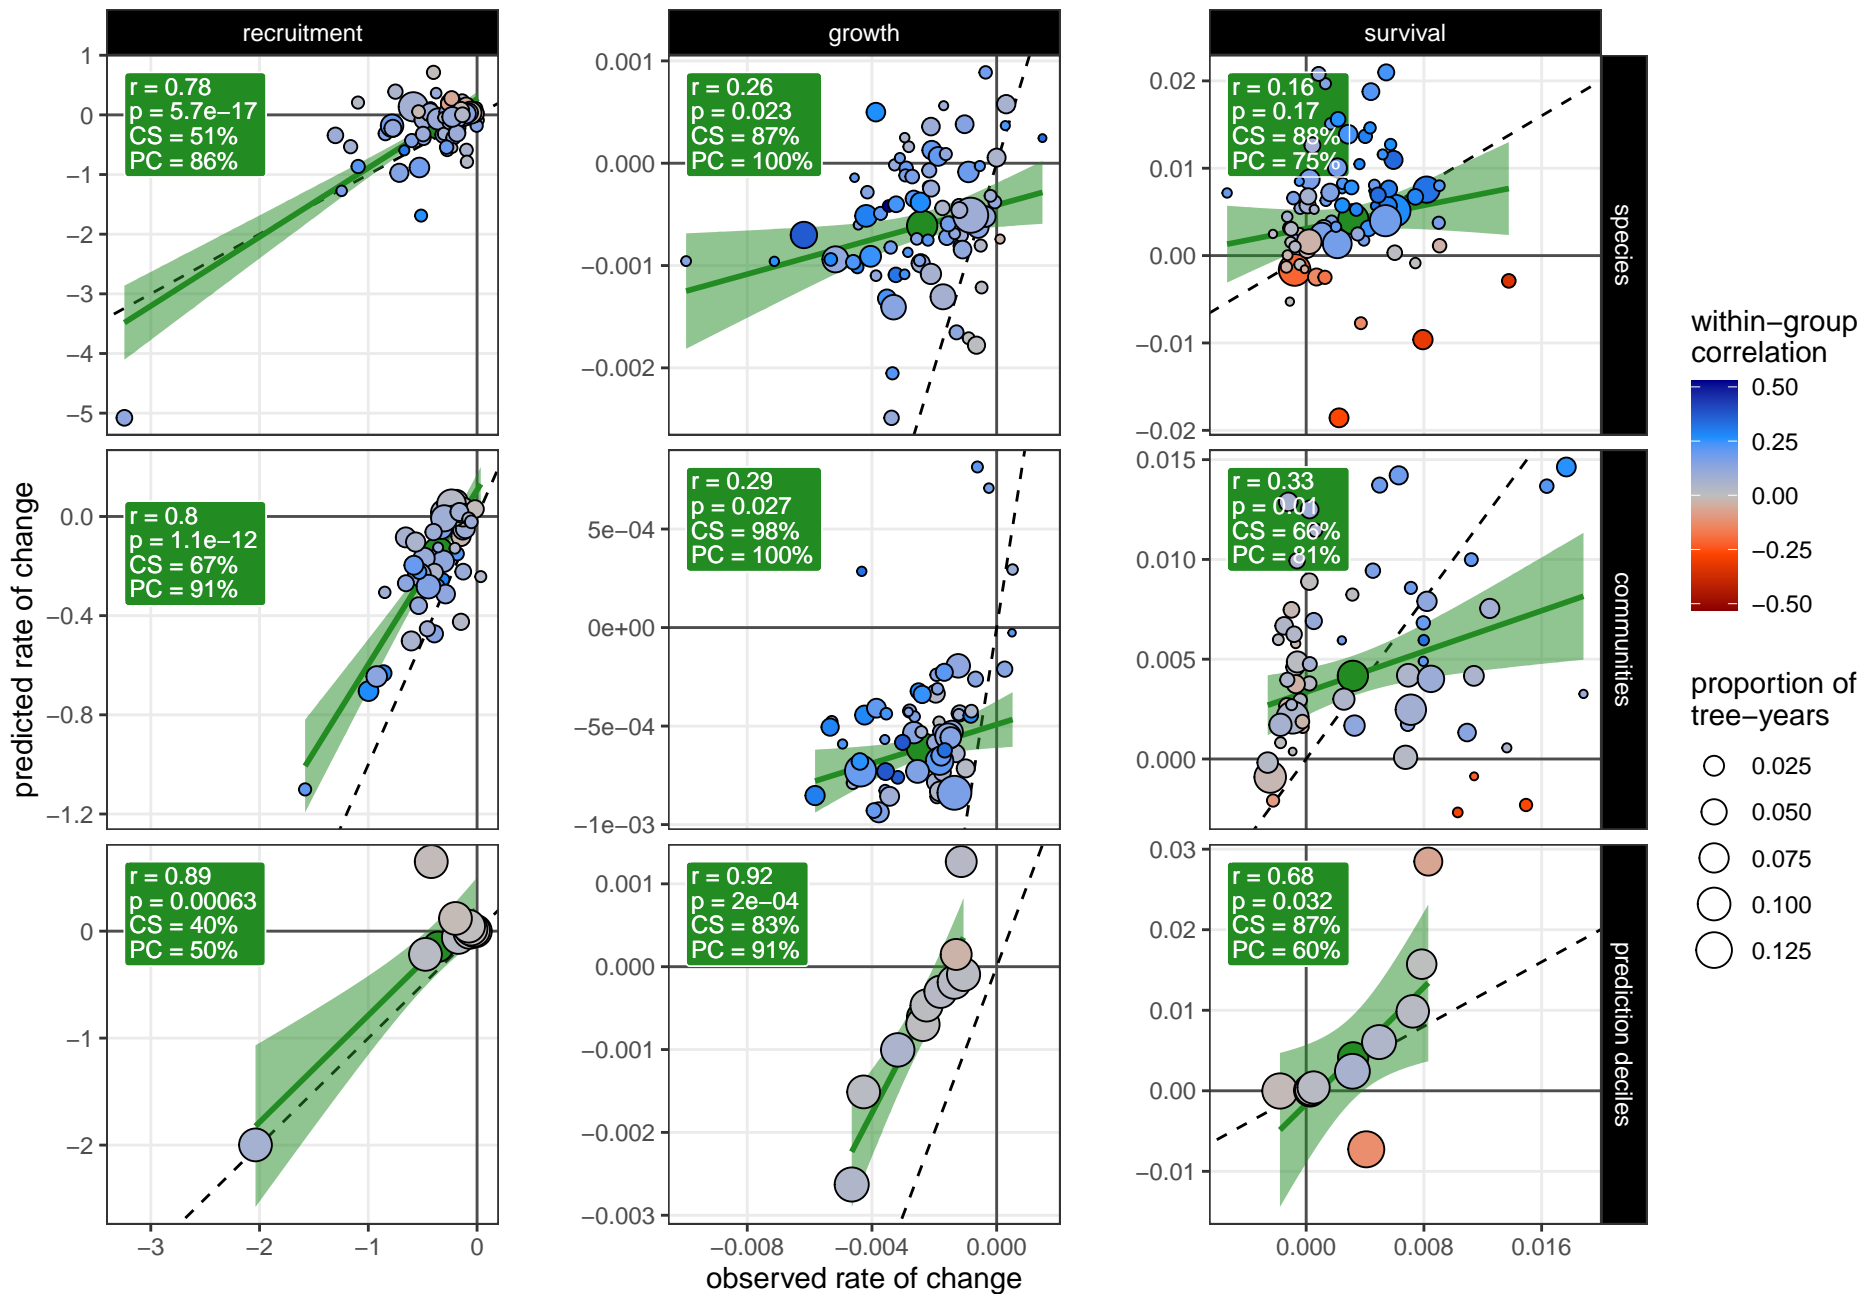 recruitment
growth
survival
predicted rate of change
1
0
−1
−2
−3
−4
−5
r = 0.78
p = 5.7e−17
CS = 51%
PC = 86%
0.001
0.000
−0.001
−0.002
r = 0.26
p = 0.023
CS = 87%
PC = 100%
0.02
0.01
0.00
−0.01
−0.02
r = 0.16
p = 0.17
CS = 88%
PC = 75%
species
0.0
−0.4
−0.8
−1.2
r = 0.8
p = 1.1e−12
CS = 67%
PC = 91%
5e−04
0e+00
−5e−04
−1e−03
r = 0.29
p = 0.027
CS = 98%
PC = 100%
0.015
0.010
0.005
0.000
r = 0.33
p = 0.01
CS = 66%
PC = 81%
communities
0
−1
−2
r = 0.89
p = 0.00063
CS = 40%
PC = 50%
0.001
0.000
−0.001
−0.002
−0.003
r = 0.92
p = 2e−04
CS = 83%
PC = 91%
0.03
0.02
0.01
0.00
−0.01
r = 0.68
p = 0.032
CS = 87%
PC = 60%
prediction deciles
−3 −2 −1 0
−0.008 −0.004 0.000
0.000 0.008 0.016
observed rate of change
within−group
correlation
0.50
0.25
0.00
−0.25
−0.50
proportion of
tree−years
0.025
0.050
0.075
0.100
0.125